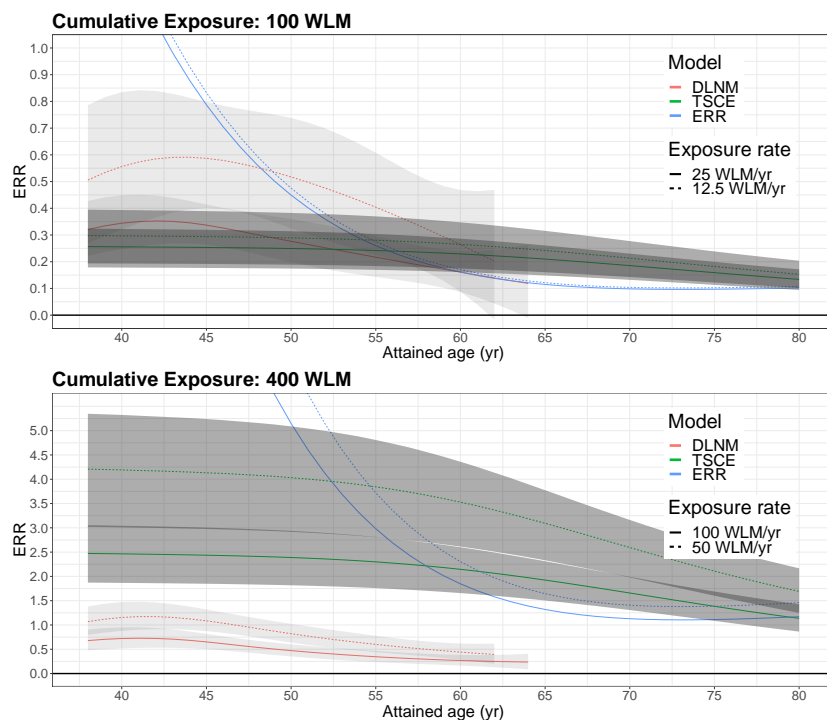 Cumulative Exposure: 100 WLM
1.0
0.9
0.8
0.7
0.6
0.5
0.4
0.3
0.2
0.1
0.0
ERR
Model
DLNM
TSCE
ERR
Exposure rate
25 WLM/yr
12.5 WLM/yr
40 45 50 55 60 65 70 75 80
Attained age (yr)
Cumulative Exposure: 400 WLM
5.0
4.5
4.0
3.5
3.0
2.5
2.0
1.5
1.0
0.5
0.0
ERR
Model
DLNM
TSCE
ERR
Exposure rate
100 WLM/yr
50 WLM/yr
40 45 50 55 60 65 70 75 80
Attained age (yr)